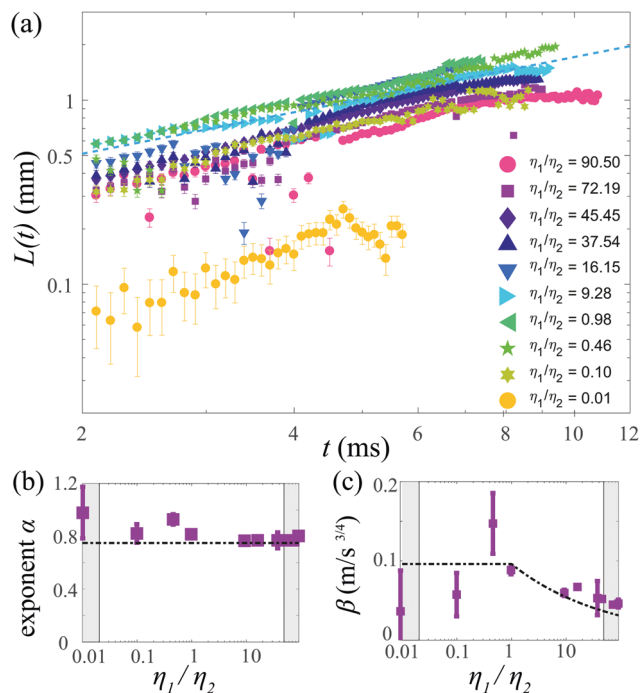 (a)
L(t) (mm)
1
0.5
0.1
η1/η2 = 90.50
η1/η2 = 72.19
η1/η2 = 45.45
η1/η2 = 37.54
η1/η2 = 16.15
η1/η2 = 9.28
η1/η2 = 0.98
η1/η2 = 0.46
η1/η2 = 0.10
η1/η2 = 0.01
2 4 6 8 10 12
t (ms)
(b)
exponent α
1.2
0.8
0.4
0
0.01 0.1 1 10
η1 / η2
(c)
β (m/s 3/4)
0.2
0.1
0
0.01 0.1 1 10
η1 / η2